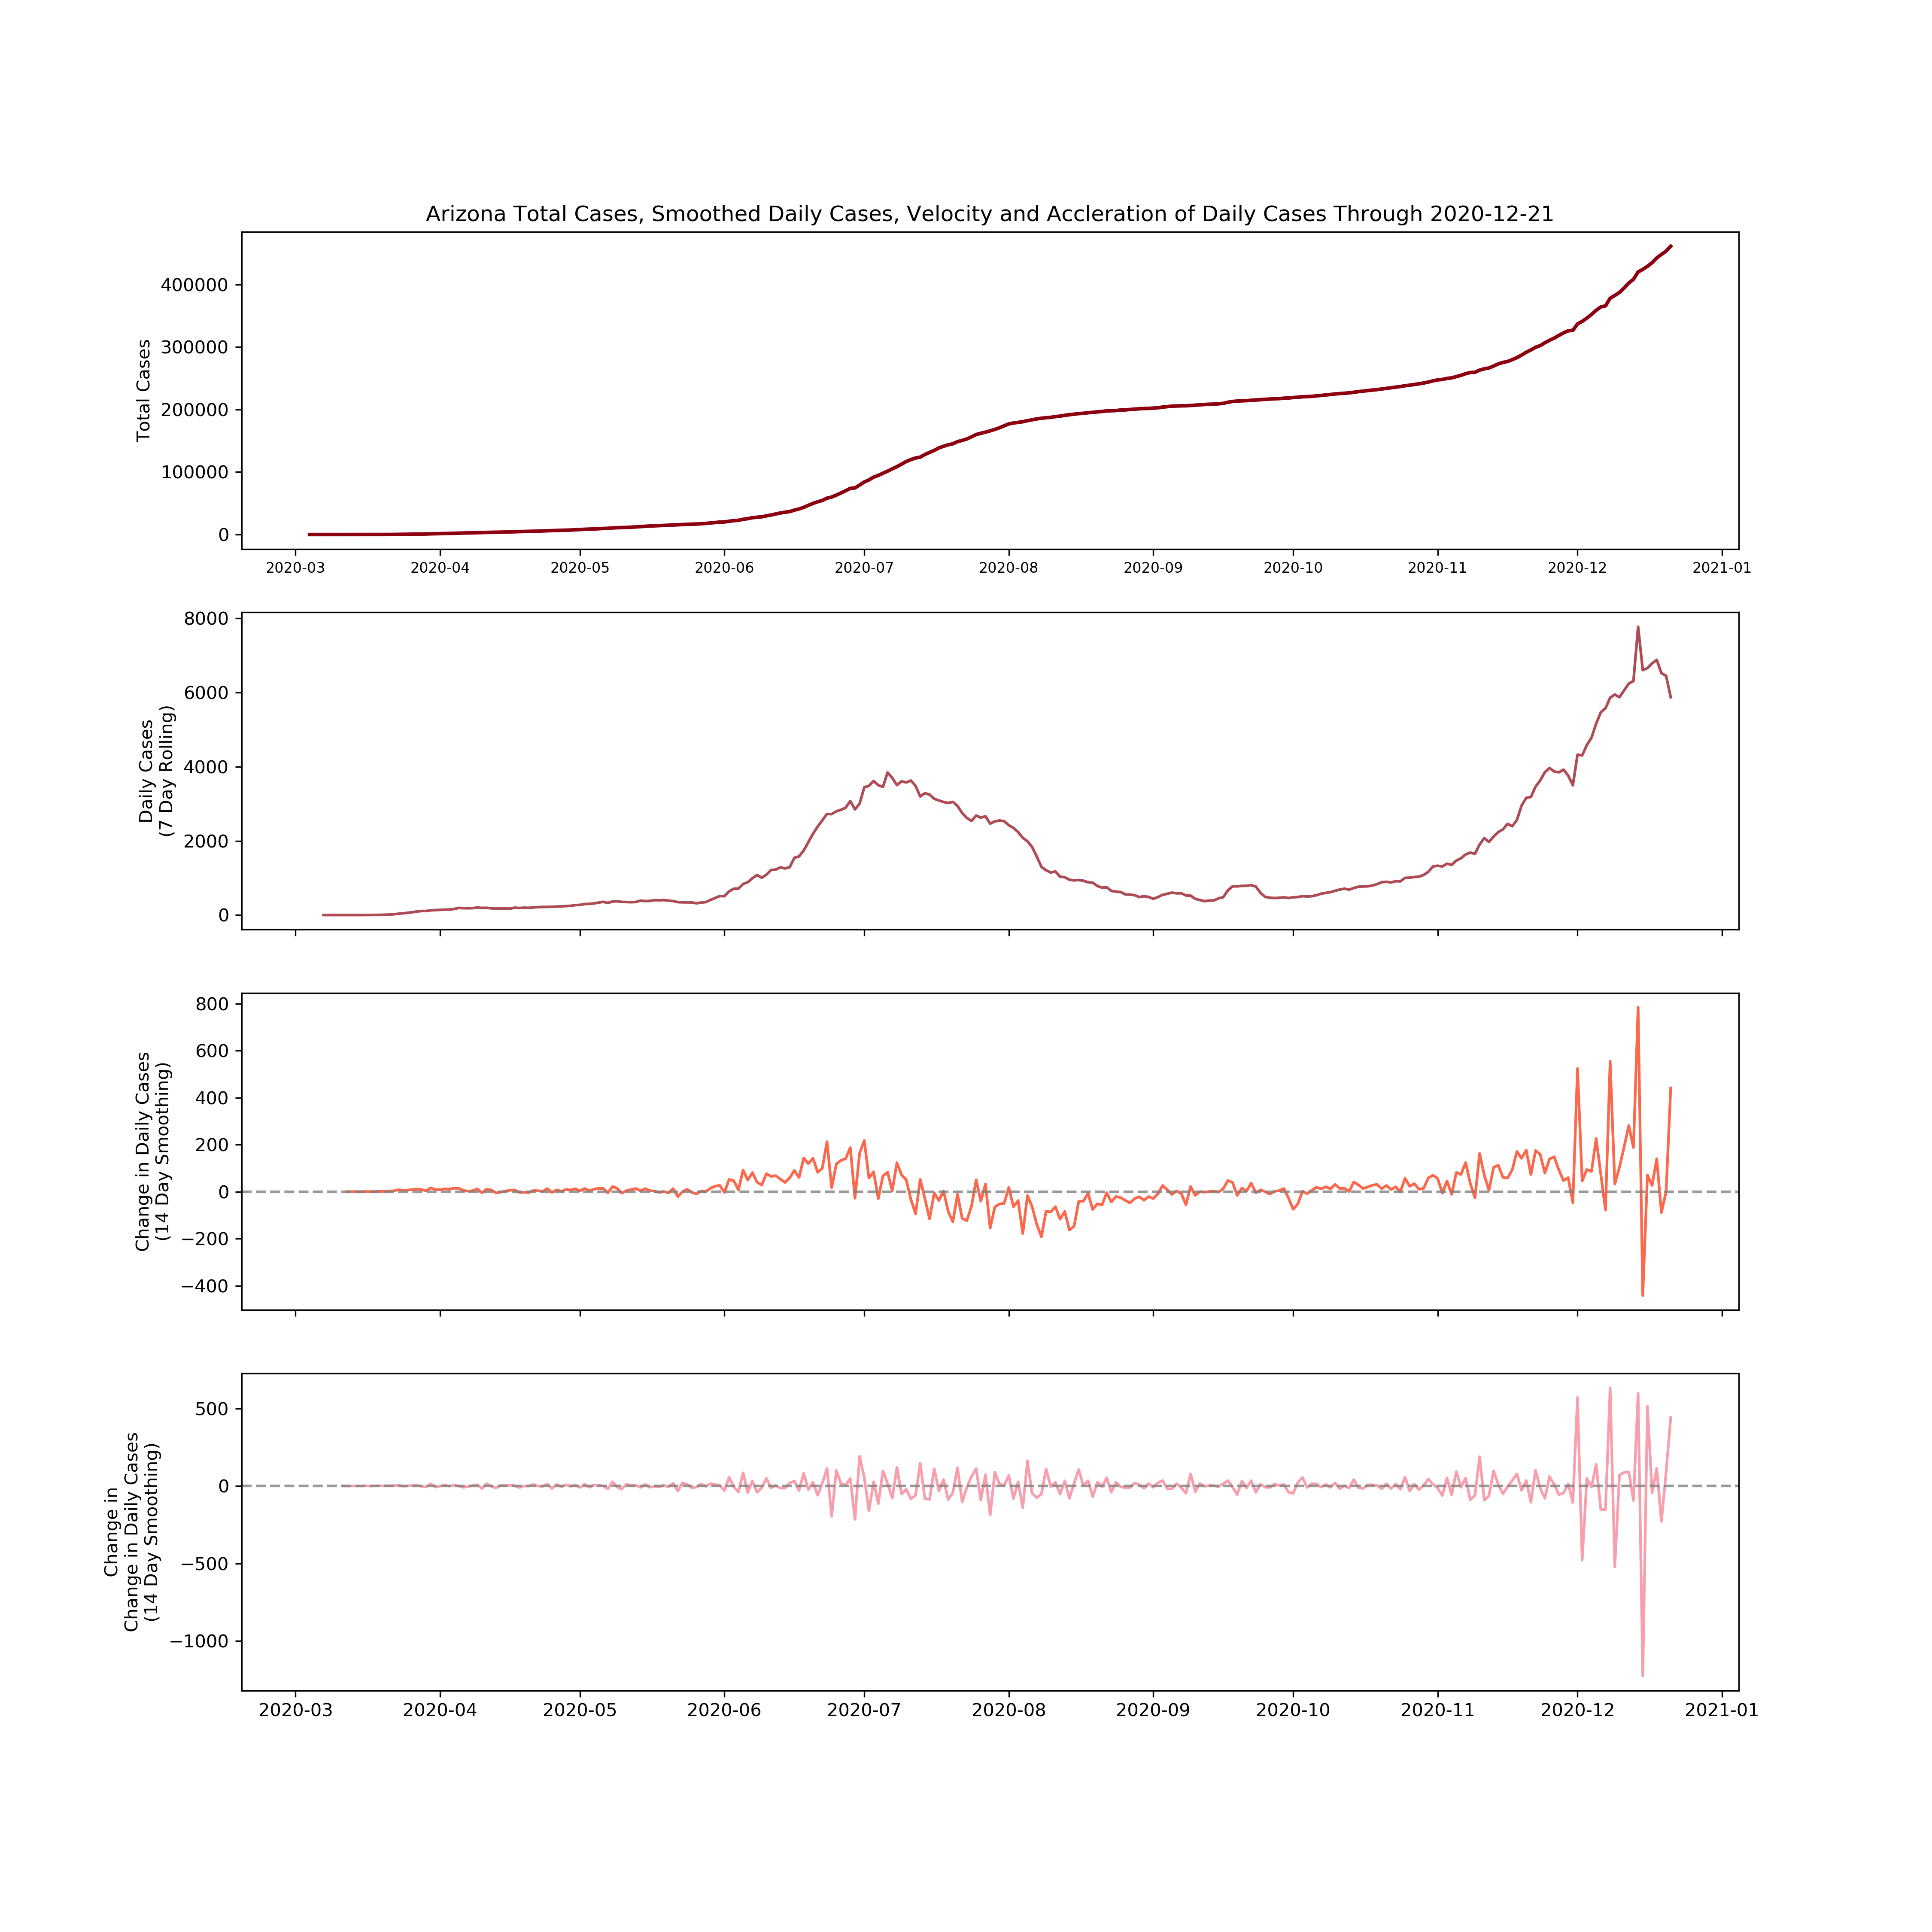 Arizona Total Cases, Smoothed Daily Cases, Velocity and Accleration of Daily Cases Through 2020-12-21
Total Cases
400000
300000
200000
100000
0
2020-03 2020-04 2020-05 2020-06 2020-07 2020-08 2020-09 2020-10 2020-11 2020-12 2021-01
Daily Cases
(7 Day Rolling)
8000
6000
4000
2000
0
Change in Daily Cases
(14 Day Smoothing)
800
600
400
200
0
−200
−400
Change in
Change in Daily Cases
(14 Day Smoothing)
500
0
−500
−1000
2020-03 2020-04 2020-05 2020-06 2020-07 2020-08 2020-09 2020-10 2020-11 2020-12 2021-01